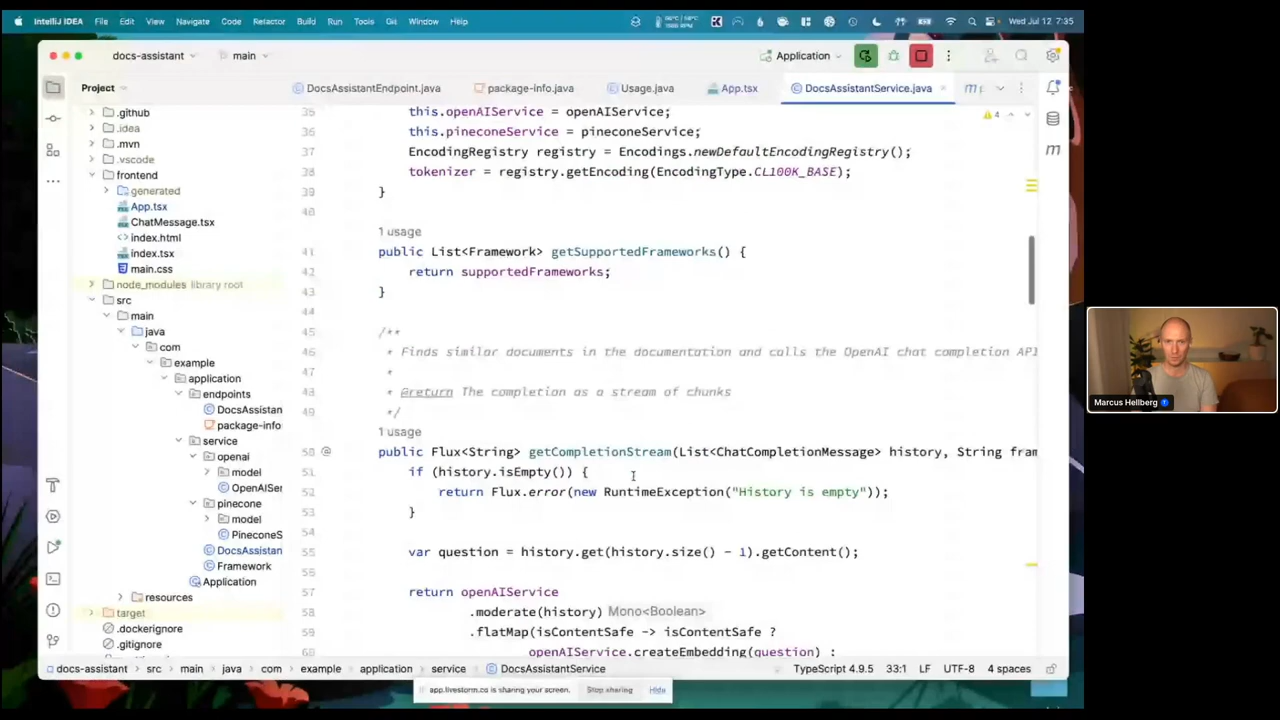 IntelliJ IDEA File Edit View Navigate Code Refactor Build Run Tools Git Window Help
Wed Jul 12, 7:35
docs-assistant main Application
Project
DocsAssistantEndpoint.java package-info.java Usage.java App.tsx DocsAssistantService.java
.github
.idea
.mvn
.vscode
frontend
generated
App.tsx
ChatMessage.tsx
index.html
index.tsx
main.css
node_modules library root
src
main
java
com
example
application
endpoints
DocsAssistan
package-info
service
openai
model
OpenAISer
pinecone
model
PineconeS
DocsAssistan
Framework
Application
resources
target
.dockerignore
.gitignore
4
35 this.openAIService = openAIService;
36 this.pineconeService = pineconeService;
37 EncodingRegistry registry = Encodings.newDefaultEncodingRegistry();
38 tokenizer = registry.getEncoding(EncodingType.CL100K_BASE);
39 }
40
1 usage
41 public List<Framework> getSupportedFrameworks() {
42 return supportedFrameworks;
43 }
44
45 /**
46 * Finds similar documents in the documentation and calls the OpenAI chat completion API
47 *
48 * @return The completion as a stream of chunks
49 */
1 usage
50 public Flux<String> getCompletionStream(List<ChatCompletionMessage> history, String fram
51 if (history.isEmpty()) {
52 return Flux.error(new RuntimeException("History is empty"));
53 }
54
55 var question = history.get(history.size() - 1).getContent();
56
57 return openAIService
58 .moderate(history) Mono<Boolean>
59 .flatMap(isContentSafe -> isContentSafe ?
60 openAIService.createEmbedding(question) :
docs-assistant src main java com example application service DocsAssistantService
TypeScript 4.9.5 33:1 LF UTF-8 4 spaces
app.livestorm.co is sharing your screen. Stop sharing Hide
Marcus Hellberg